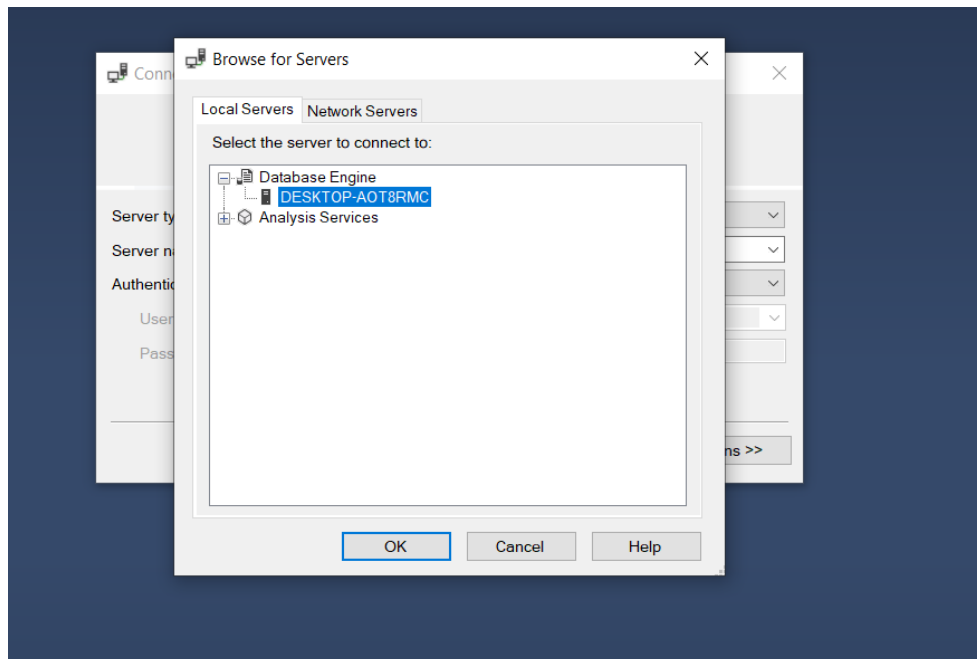 Browse for Servers
Conn
Local Servers Network Servers
Select the server to connect to:
Database Engine
DESKTOP-AOT8RMC
Analysis Services
Server ty
Server n
Authentic
User
Pass
ns >>
OK Cancel Help